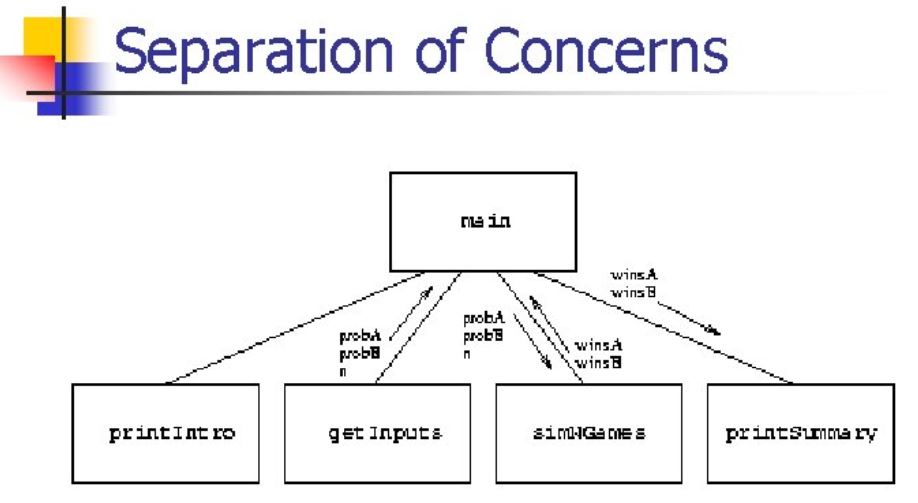 Separation of Concerns
main
winsA
winsB
probA
probB
n
probA
probB
n
winsA
winsB
printIntro
getInputs
simNGames
printSummary